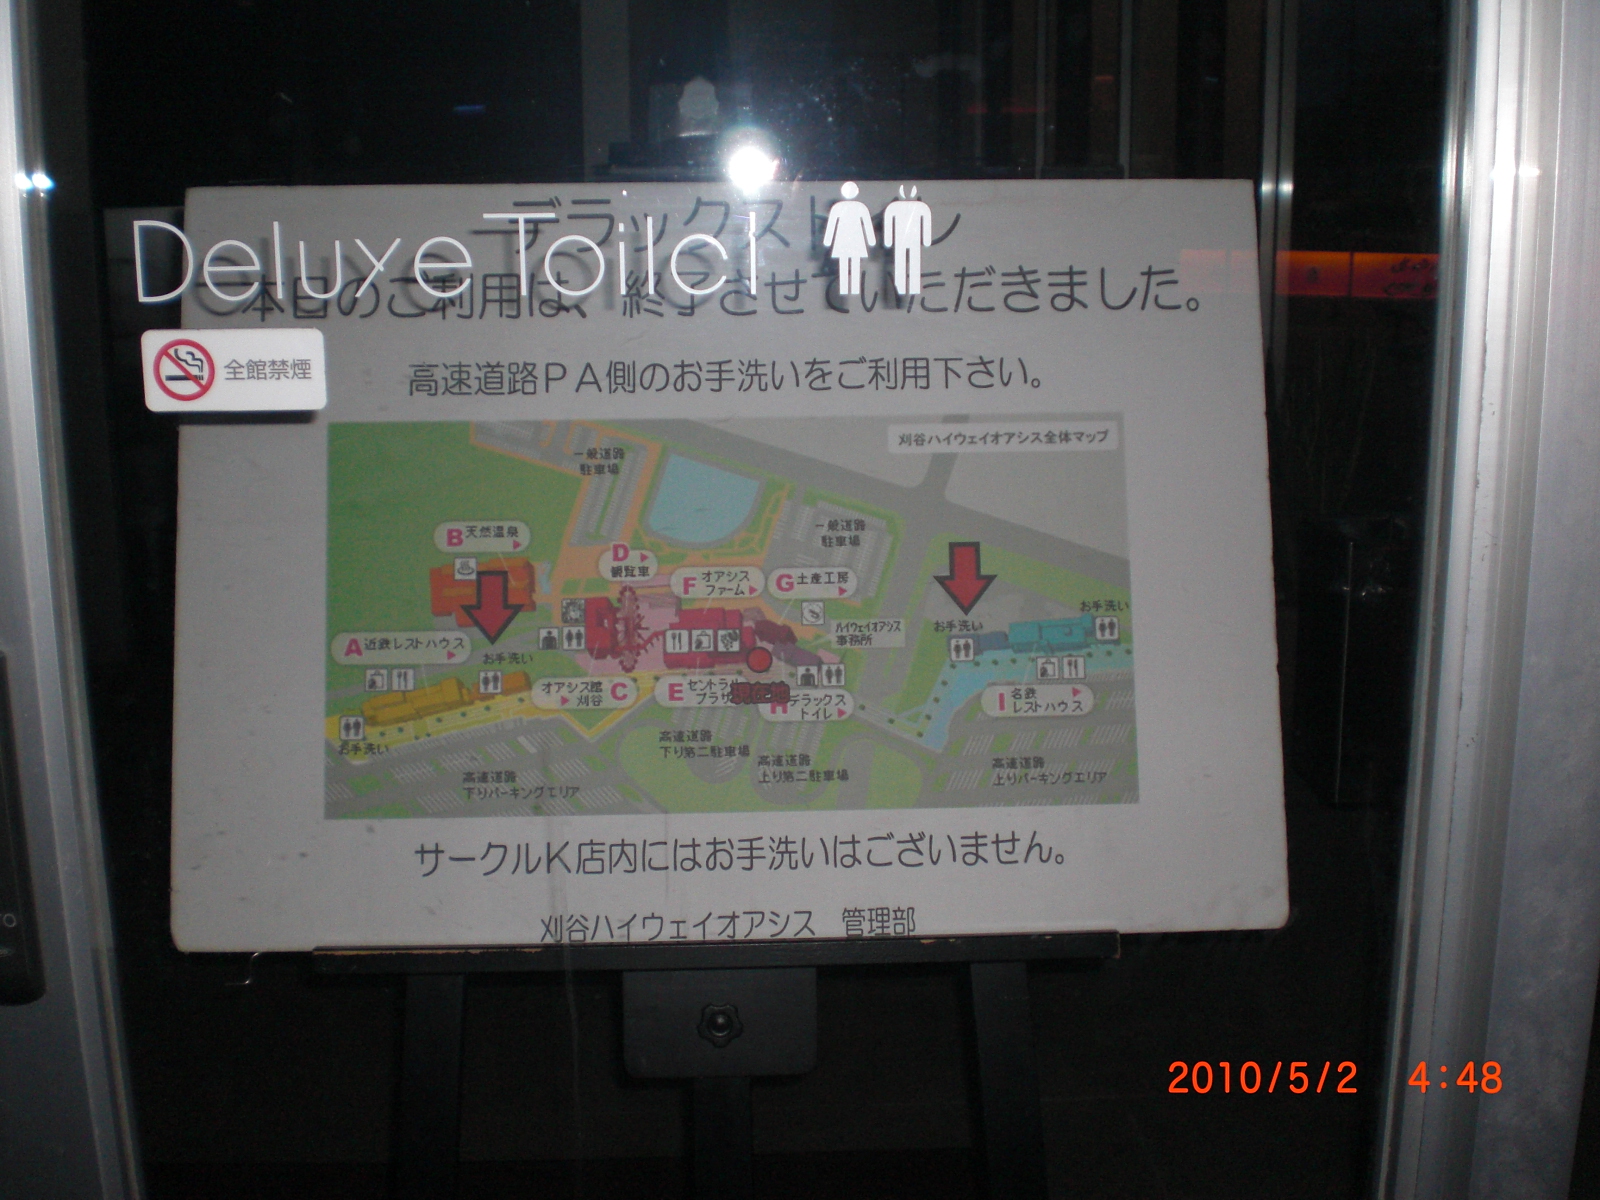 Deluxe Toilet
デラックストイレ
本日のご利用は、終了させていただきました。
全館禁煙
高速道路ＰＡ側のお手洗いをご利用下さい。
刈谷ハイウェイオアシス全体マップ
一般道路
駐車場
一般道路
駐車場
B 天然温泉
D
観覧車
F オアシス
ファーム
G 土産工房
お手洗い
お手洗い
ハイウェイオアシス
事務所
A 近鉄レストハウス
お手洗い
オアシス館
刈谷 C
E セントラル
プラザ
現在地
H デラックス
トイレ
I 名鉄
レストハウス
お手洗い
高速道路
下り第二駐車場
高速道路
上り第二駐車場
高速道路
下りパーキングエリア
高速道路
上りパーキングエリア
サークルＫ店内にはお手洗いはございません。
刈谷ハイウェイオアシス 管理部
2010/5/2 4:48